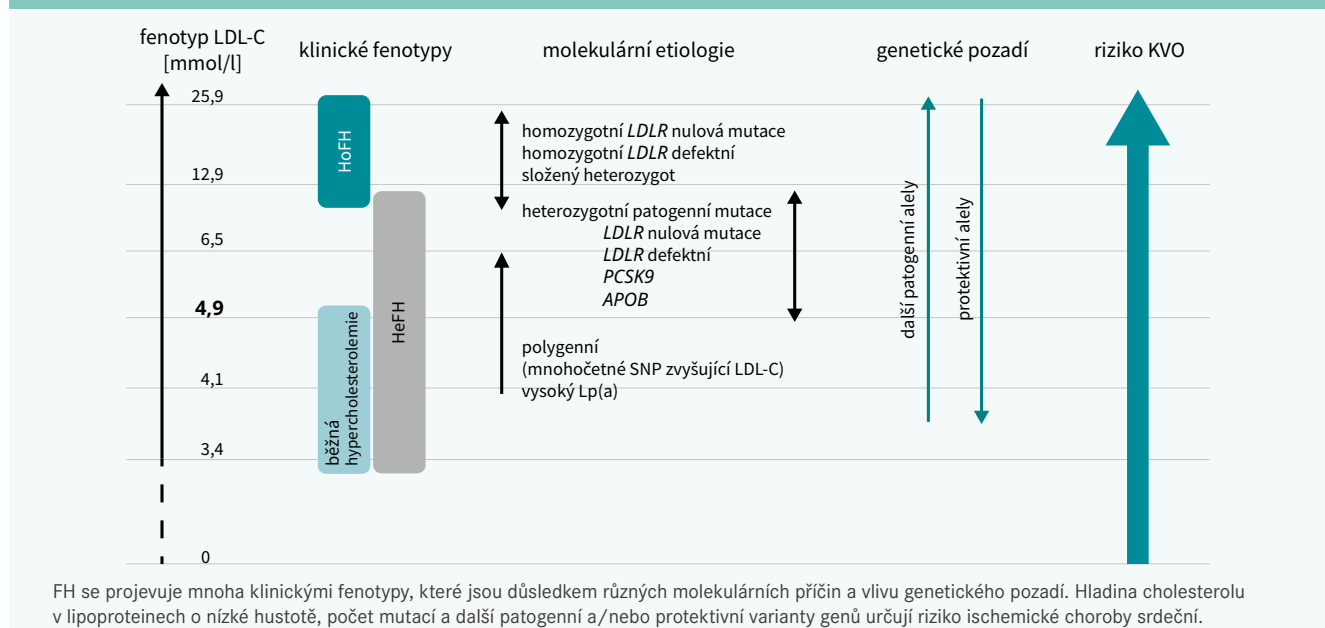 fenotyp LDL-C
[mmol/l]
klinické fenotypy
molekulární etiologie
genetické pozadí
riziko KVO
25,9
12,9
6,5
4,9
4,1
3,4
0
HoFH
HeFH
běžná
hypercholesterolemie
homozygotní LDLR nulová mutace
homozygotní LDLR defektní
složený heterozygot
heterozygotní patogenní mutace
LDLR nulová mutace
LDLR defektní
PCSK9
APOB
polygenní
(mnohočetné SNP zvyšující LDL-C)
vysoký Lp(a)
další patogenní alely
protektivní alely
FH se projevuje mnoha klinickými fenotypy, které jsou důsledkem různých molekulárních příčin a vlivu genetického pozadí. Hladina cholesterolu
v lipoproteinech o nízké hustotě, počet mutací a další patogenní a/nebo protektivní varianty genů určují riziko ischemické choroby srdeční.